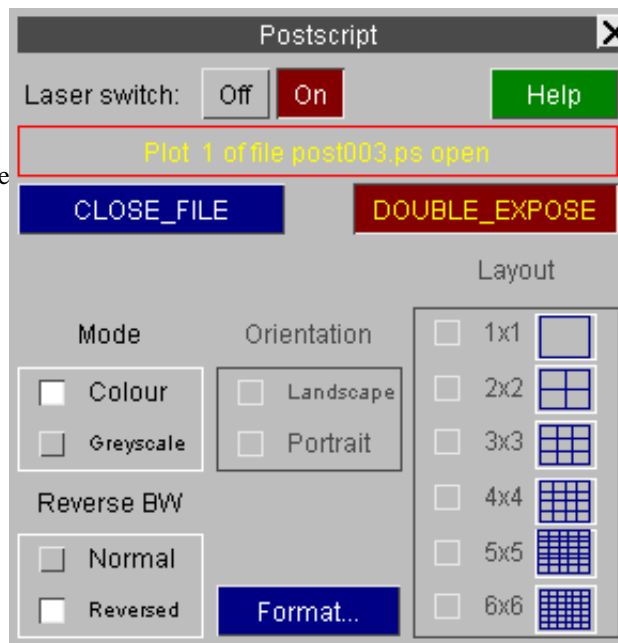 Postscript
Laser switch: Off On Help
Plot 1 of file post003.ps open
e
CLOSE_FILE DOUBLE_EXPOSE
Layout
Mode Orientation 1x1
Colour Landscape 2x2
Greyscale Portrait 3x3
Reverse BW 4x4
Normal 5x5
Reversed Format... 6x6